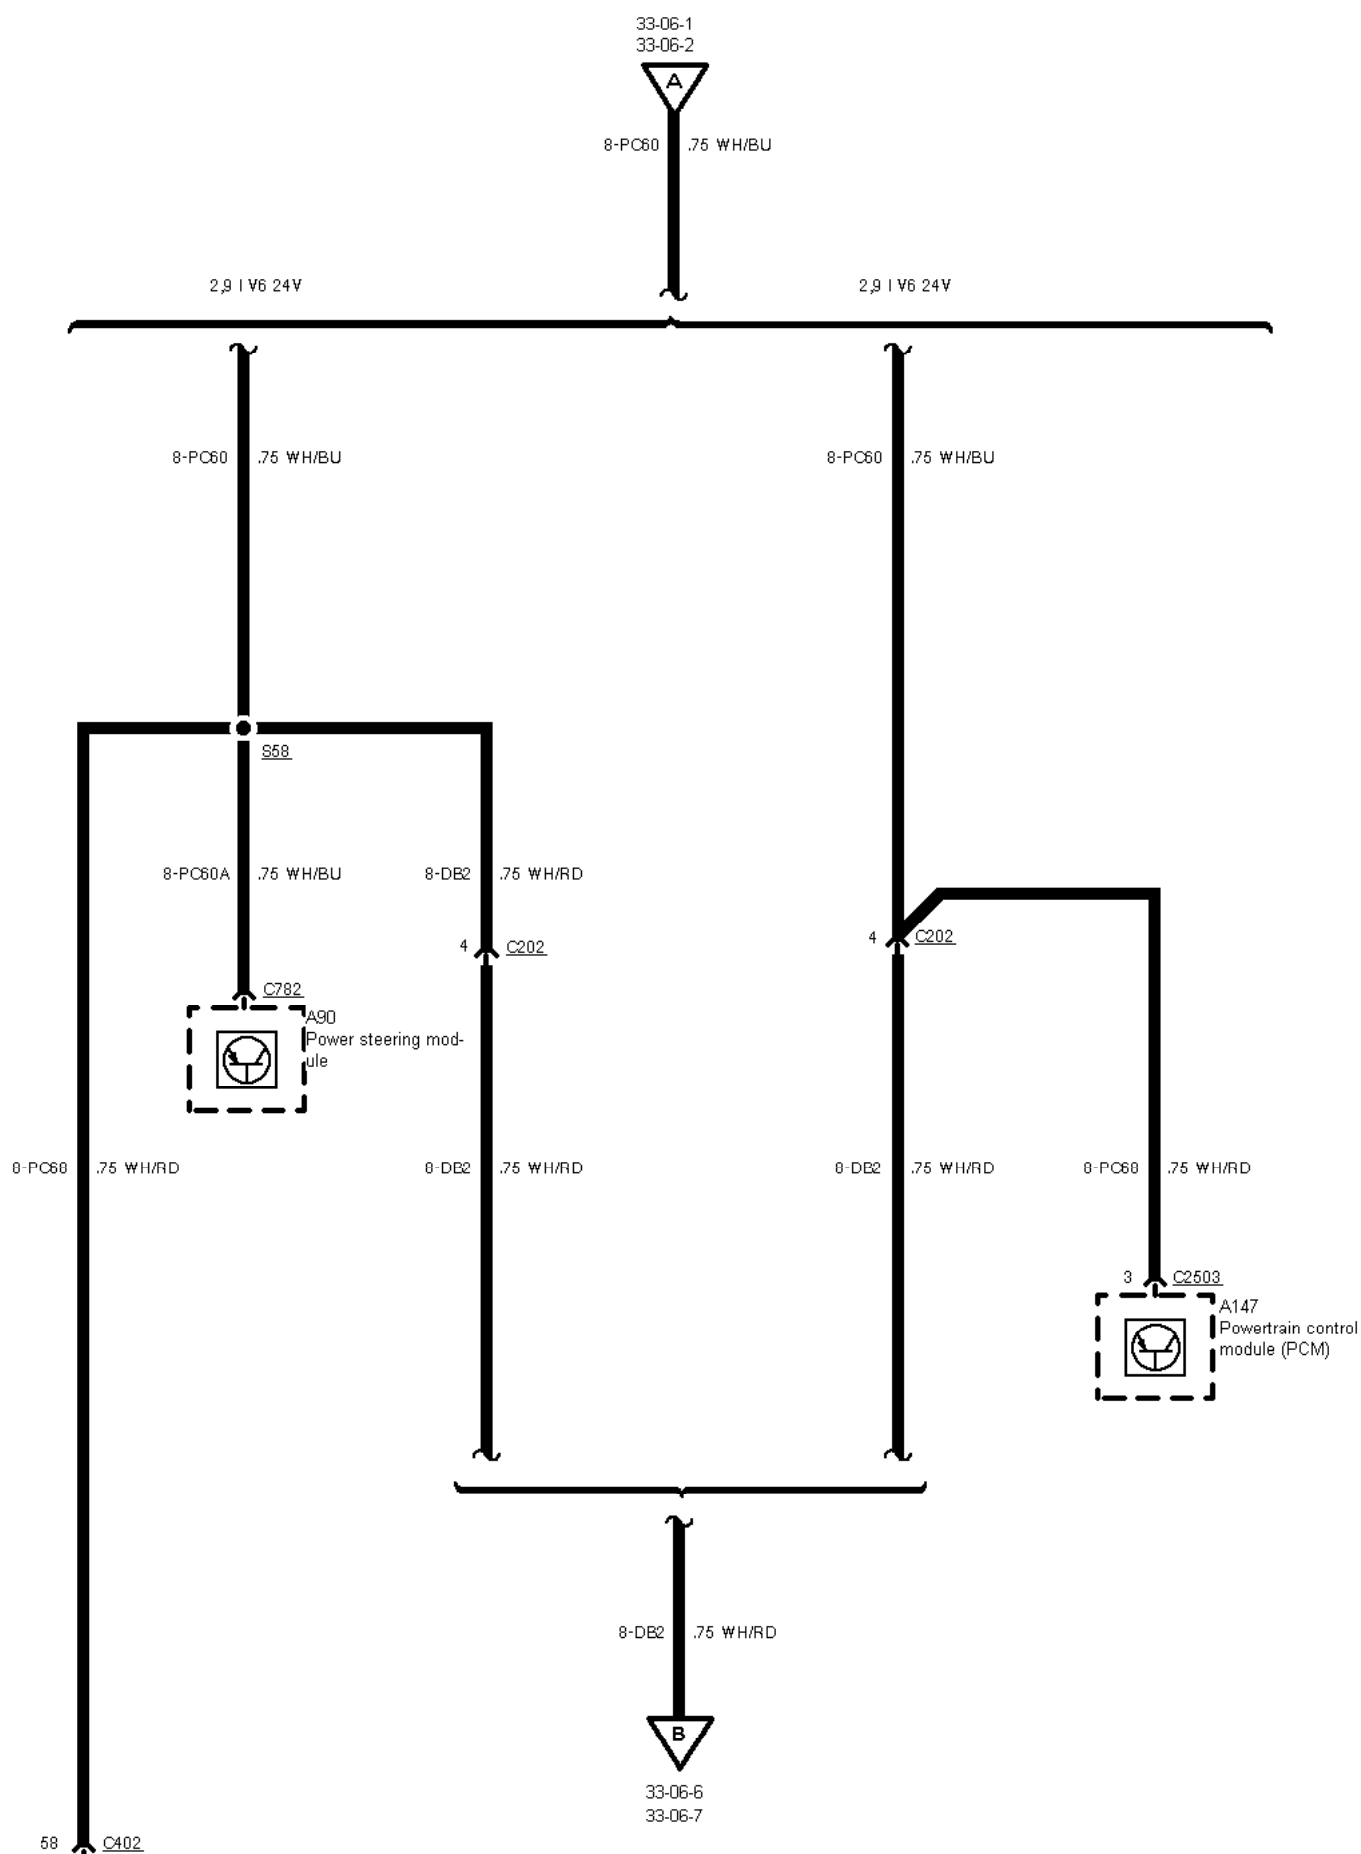 33-06-1
33-06-2
A
8-PC60 .75 WH/BU
2,9 l V6 24V 2,9 l V6 24V
8-PC60 .75 WH/BU 8-PC60 .75 WH/BU
S58
8-PC60A .75 WH/BU 8-DB2 .75 WH/RD
4 C202 4 C202
C782
A90
Power steering mod-
ule
8-PC68 .75 WH/RD 8-DB2 .75 WH/RD 8-DB2 .75 WH/RD 8-PC68 .75 WH/RD
3 C2503
A147
Powertrain control
module (PCM)
8-DB2 .75 WH/RD
B
33-06-6
33-06-7
58 C402